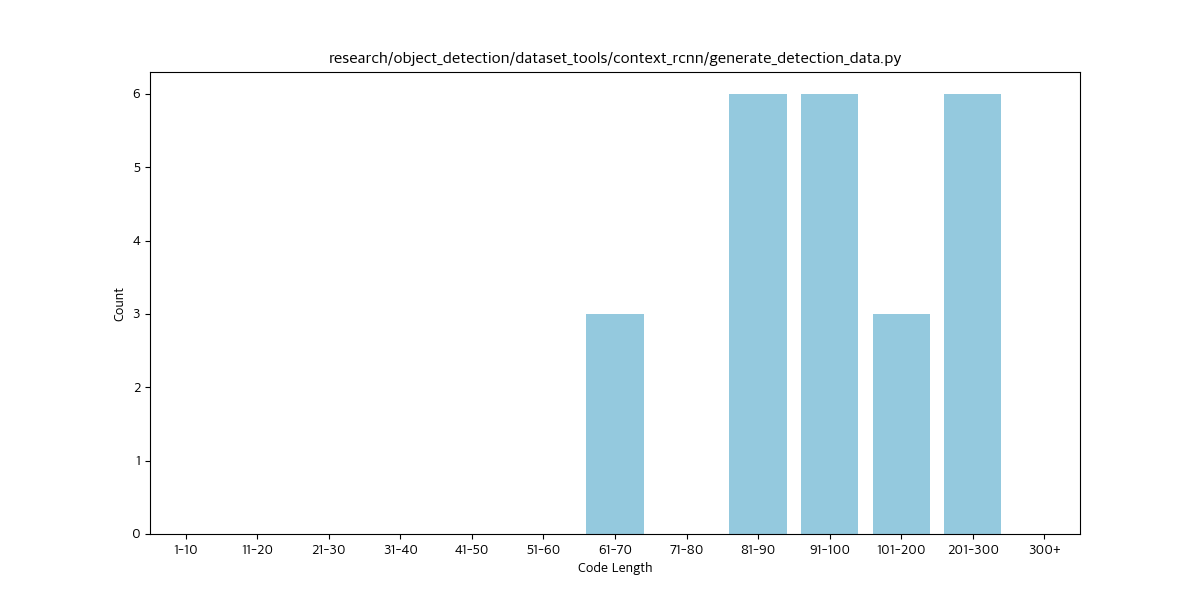 research/object_detection/dataset_tools/context_rcnn/generate_detection_data.py
6
5
4
3
2
1
0
Count
1-10 11-20 21-30 31-40 41-50 51-60 61-70 71-80 81-90 91-100 101-200 201-300 300+
Code Length